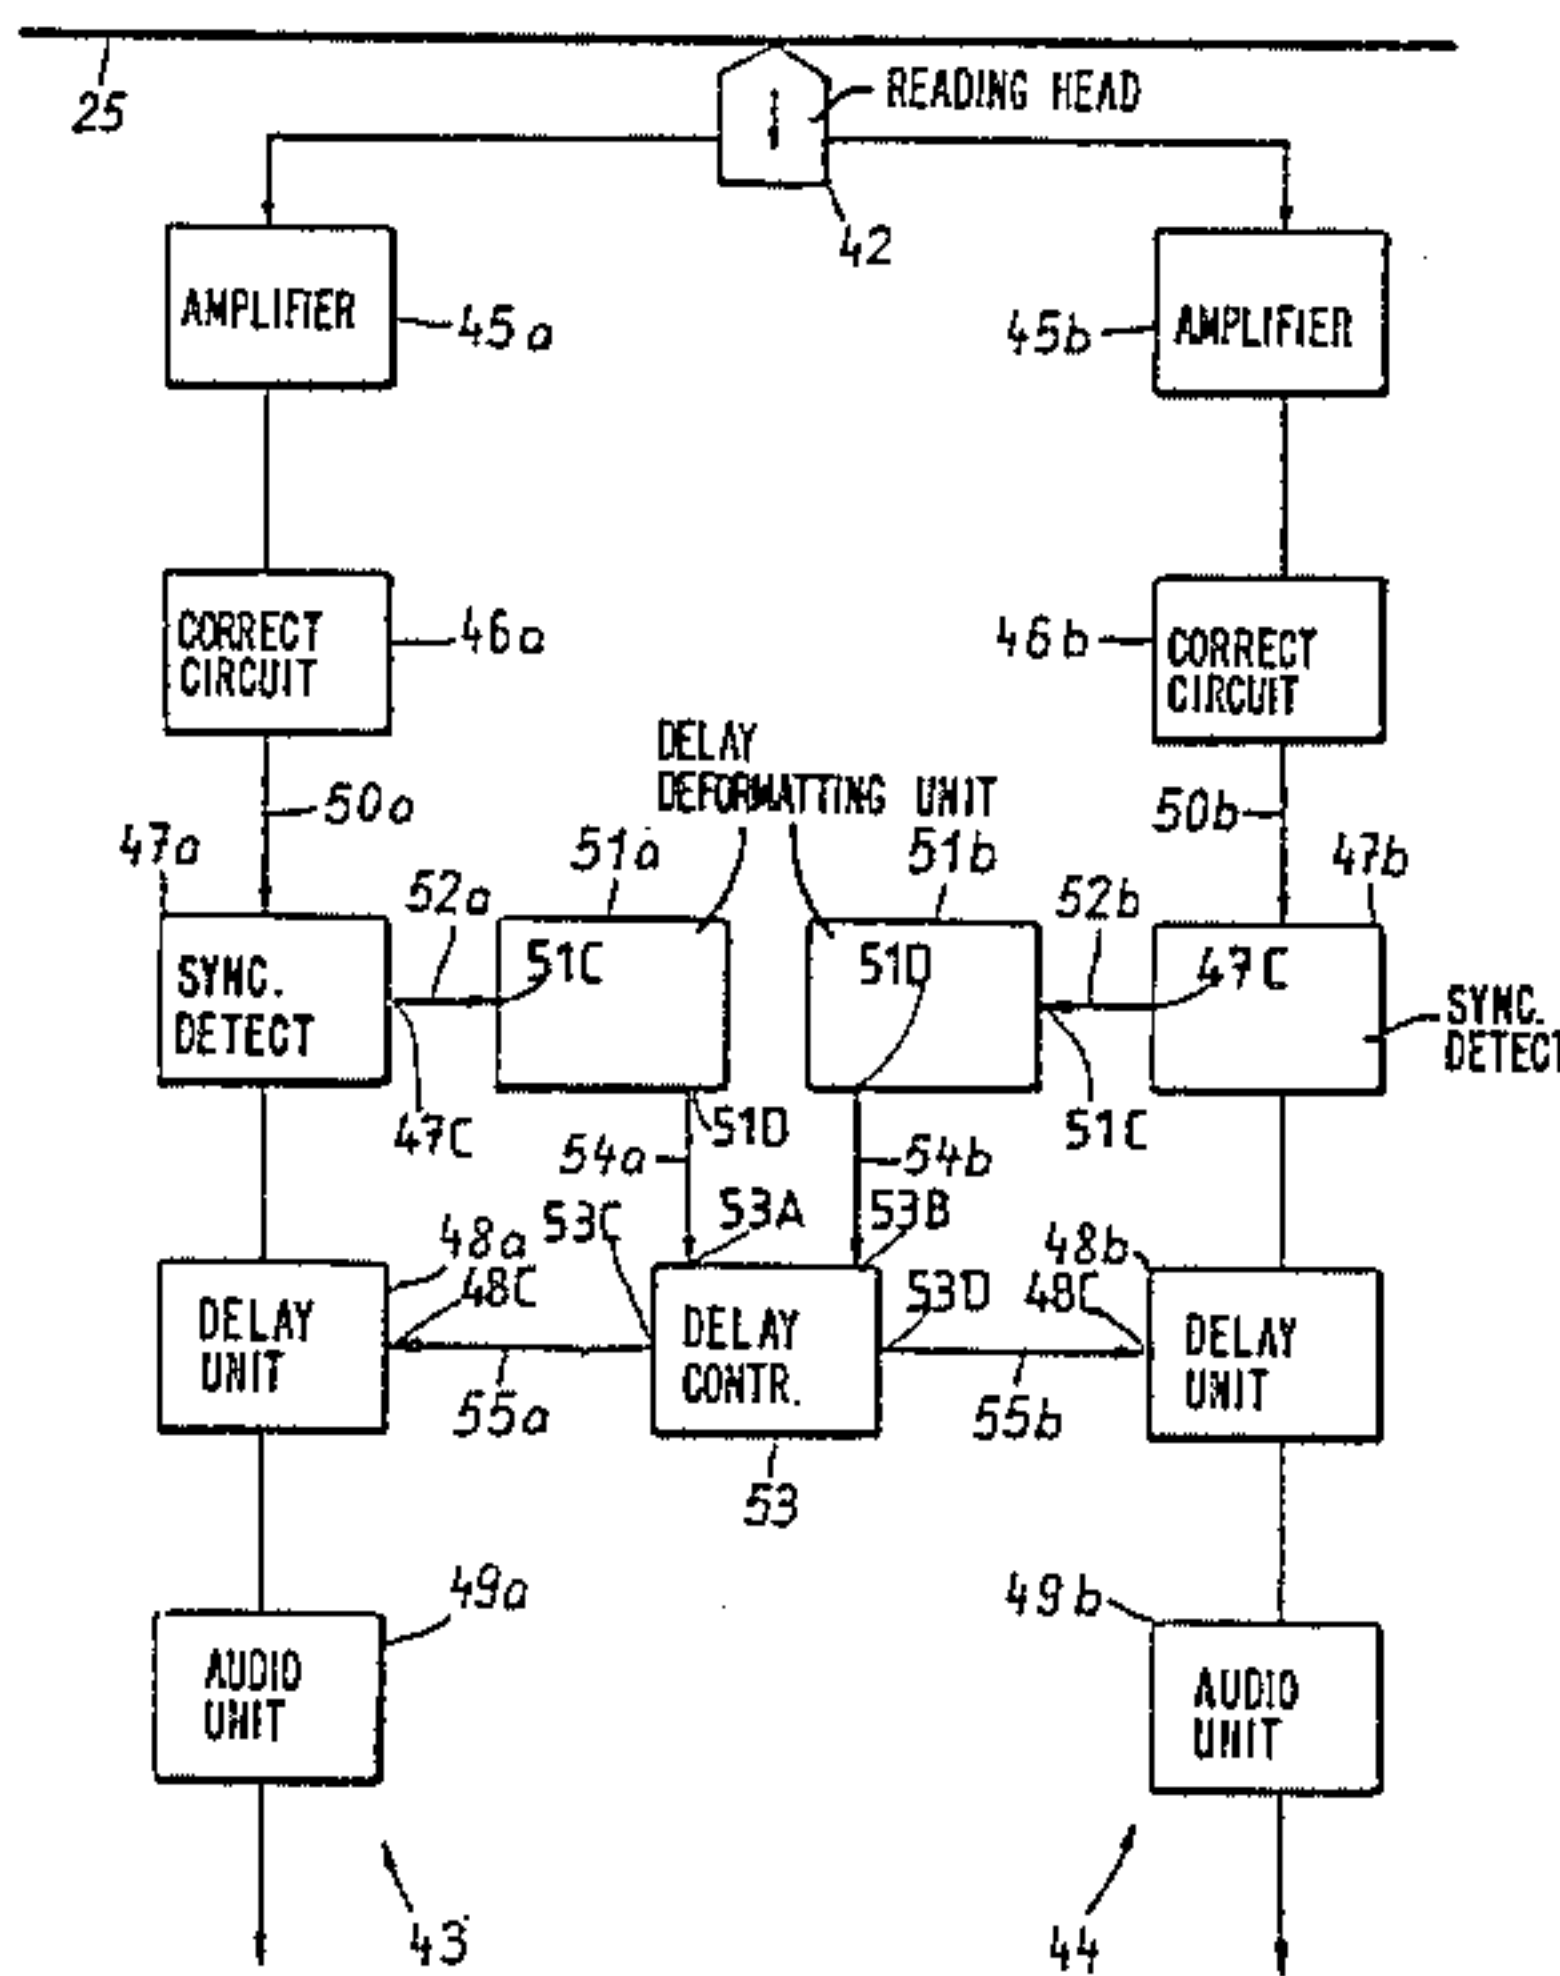 25
READING HEAD
42
AMPLIFIER
45a
45b
AMPLIFIER
CORRECT
CIRCUIT
46a
46b
CORRECT
CIRCUIT
DELAY
DEFORMATTING UNIT
50a
50b
47a
51a
51b
47b
52a
52b
SYNC.
DETECT
51C
51D
47C
SYNC.
DETECT
47C
51D
51C
54a
54b
53C
53A
53B
48a
48b
48C
53D
48C
DELAY
UNIT
DELAY
CONTR.
DELAY
UNIT
55a
55b
53
49a
49b
AUDIO
UNIT
AUDIO
UNIT
43
44